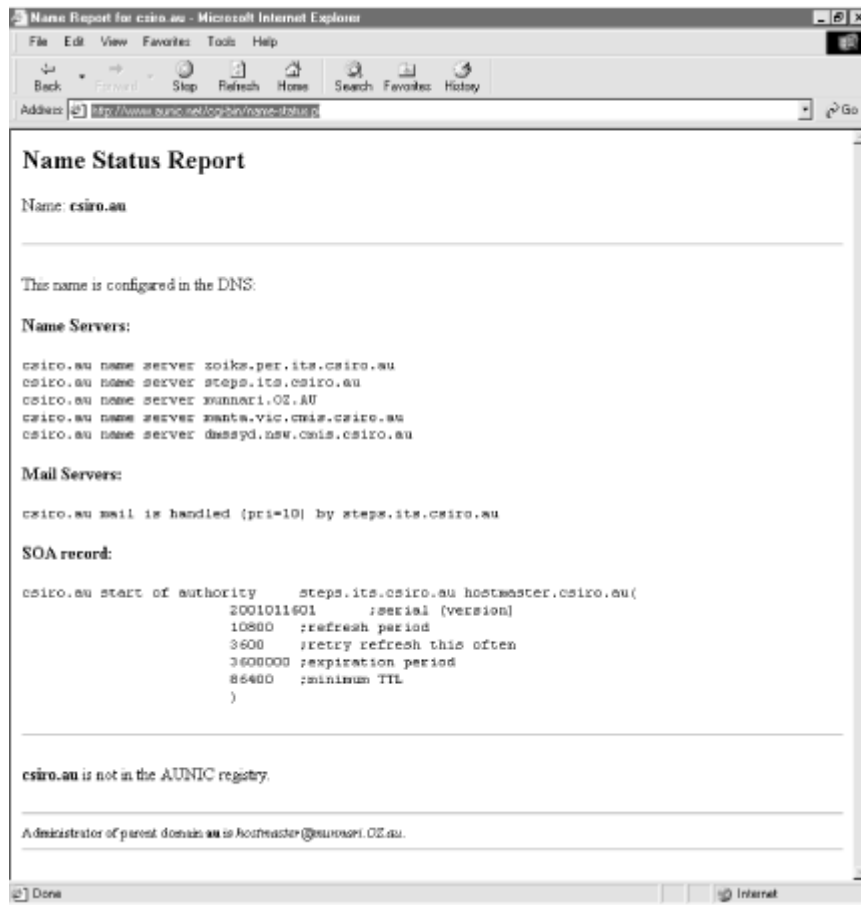 Name Report for csiro.au - Microsoft Internet Explorer
File Edit View Favorites Tools Help
Back Forward Stop Refresh Home Search Favorites History
Address http://www.aunic.net/cgi-bin/name-status.pl Go
Name Status Report
Name: csiro.au
This name is configured in the DNS:
Name Servers:
csiro.au name server zoiks.per.its.csiro.au
csiro.au name server steps.its.csiro.au
csiro.au name server munnari.OZ.AU
csiro.au name server manta.vic.cmis.csiro.au
csiro.au name server dmssyd.nsw.cmis.csiro.au
Mail Servers:
csiro.au mail is handled (pri=10) by steps.its.csiro.au
SOA record:
csiro.au start of authority steps.its.csiro.au hostmaster.csiro.au(
2001011601 ;serial (version)
10800 ;refresh period
3600 ;retry refresh this often
3600000 ;expiration period
86400 ;minimum TTL
)
csiro.au is not in the AUNIC registry.
Administrator of parent domain au is hostmaster@munnari.OZ.au.
Done Internet